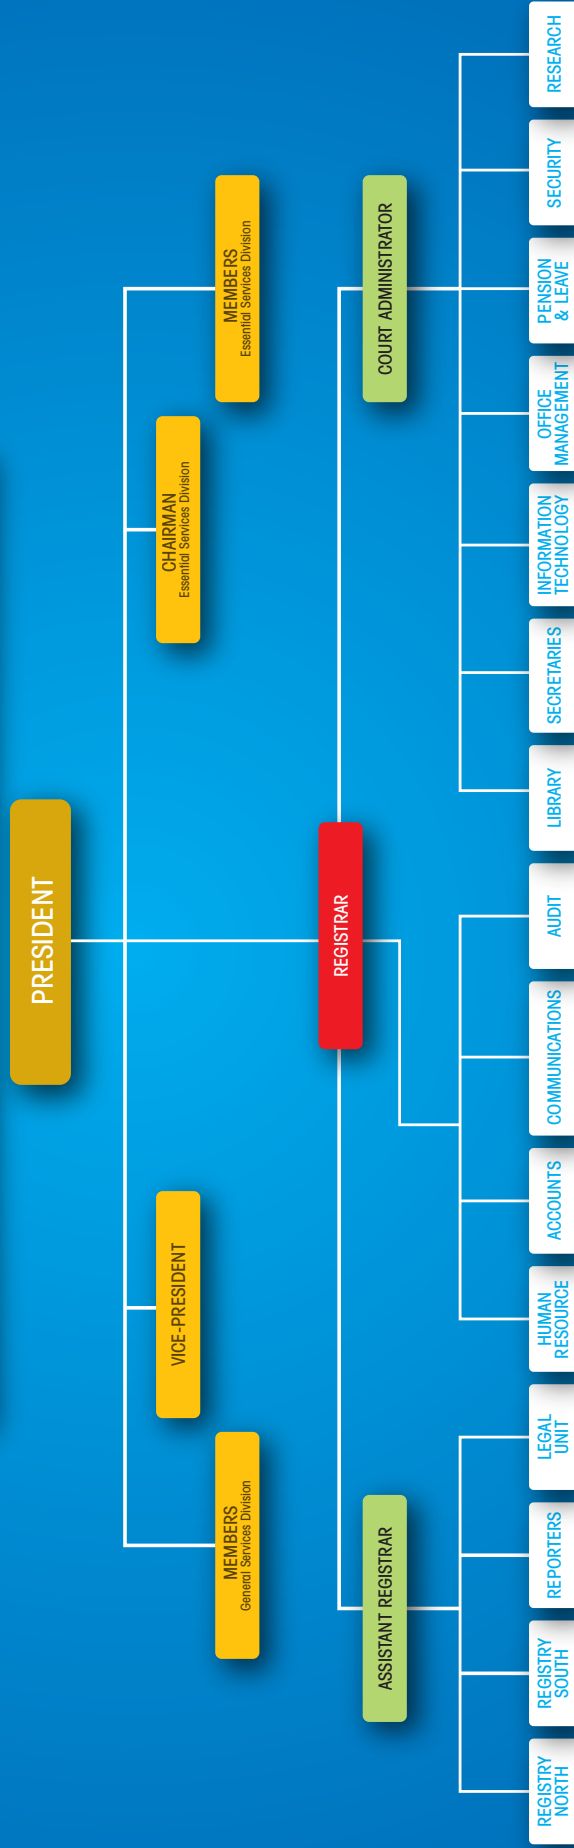 PRESIDENT
MEMBERS
General Services Division
VICE-PRESIDENT
CHAIRMAN
Essential Services Division
MEMBERS
Essential Services Division
REGISTRAR
ASSISTANT REGISTRAR
COURT ADMINISTRATOR
REGISTRY
NORTH
REGISTRY
SOUTH
REPORTERS
LEGAL
UNIT
HUMAN
RESOURCE
ACCOUNTS
COMMUNICATIONS
AUDIT
LIBRARY
SECRETARIES
INFORMATION
TECHNOLOGY
OFFICE
MANAGEMENT
PENSION
& LEAVE
SECURITY
RESEARCH